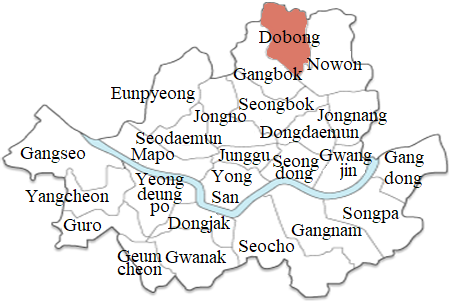 Dobong
Nowon
Gangbok
Eunpyeong
Seongbok
Jongno
Jongnang
Dongdaemun
Seodaemun
Gangseo
Mapo
Junggu
Seong
dong
Gwang
jin
Gang
dong
Yangcheon
Yeong
deung
po
Yong
San
Songpa
Guro
Dongjak
Gangnam
Seocho
Geum
cheon
Gwanak